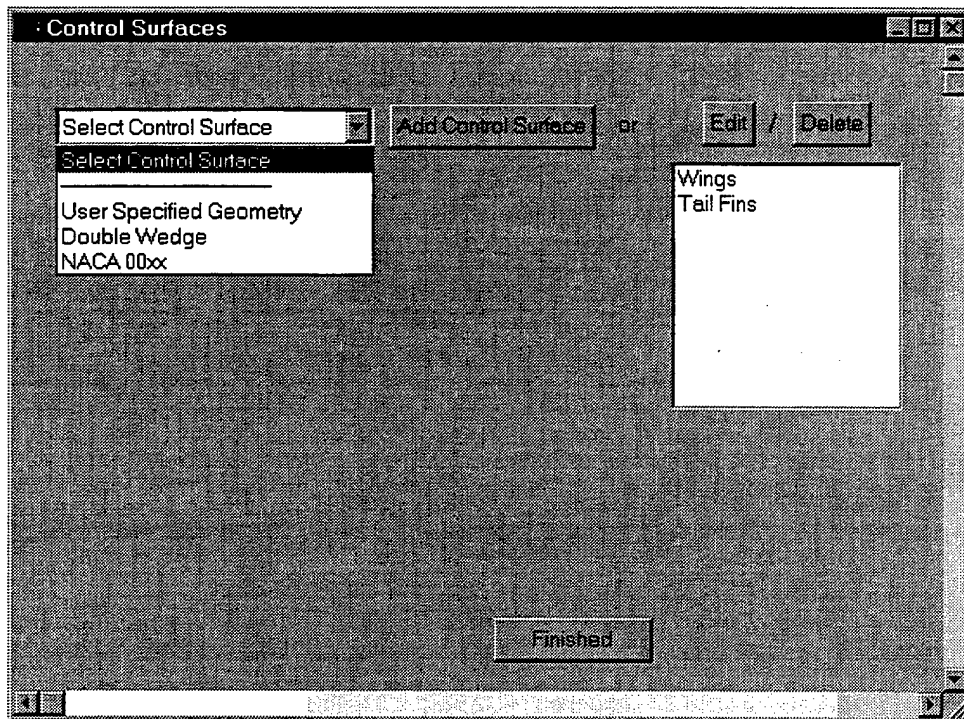 : Control Surfaces
Select Control Surface
Add Control Surface or Edit / Delete
Select Control Surface
User Specified Geometry
Double Wedge
NACA 00xx
Wings
Tail Fins
Finished